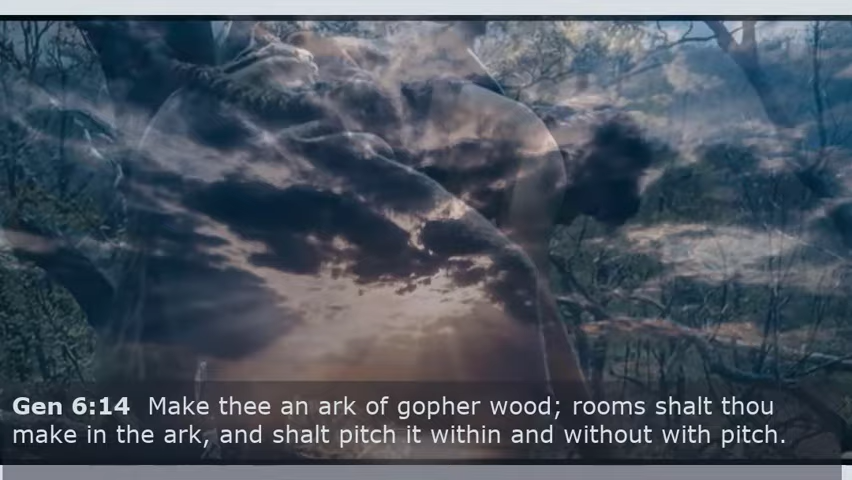 Gen 6:14 Make thee an ark of gopher wood; rooms shalt thou
make in the ark, and shalt pitch it within and without with pitch.